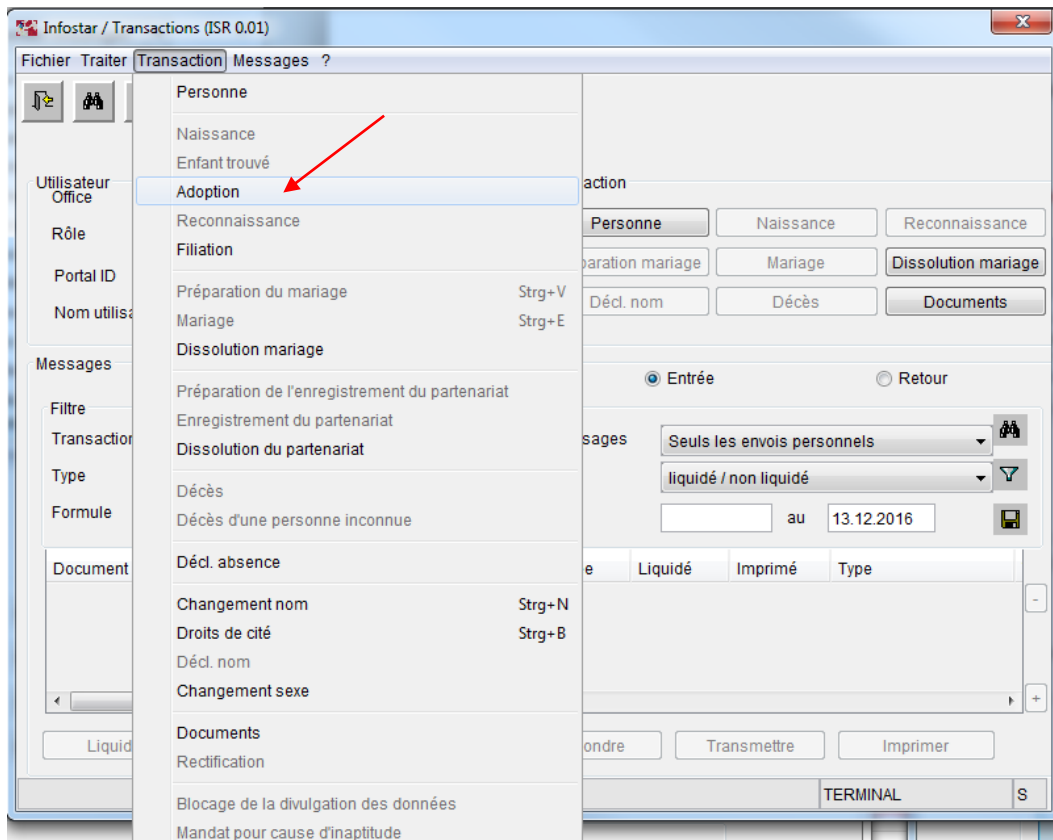 Infostar / Transactions (ISR 0.01)
Fichier Traiter Transaction Messages ?
Personne
Naissance
Enfant trouvé
Adoption
Reconnaissance
Filiation
Préparation du mariage Strg+V
Mariage Strg+E
Dissolution mariage
Préparation de l'enregistrement du partenariat
Enregistrement du partenariat
Dissolution du partenariat
Décès
Décès d'une personne inconnue
Décl. absence
Changement nom Strg+N
Droits de cité Strg+B
Décl. nom
Changement sexe
Documents
Rectification
Blocage de la divulgation des données
Mandat pour cause d'inaptitude
Utilisateur
Office
Rôle
Portal ID
Nom utilisa
action
Personne Naissance Reconnaissance
paration mariage Mariage Dissolution mariage
Décl. nom Décès Documents
Messages
Entrée Retour
Filtre
Transaction sages Seuls les envois personnels
Type liquidé / non liquidé
Formule au 13.12.2016
Document e Liquidé Imprimé Type
-
+
Liquid ondre Transmettre Imprimer
TERMINAL S